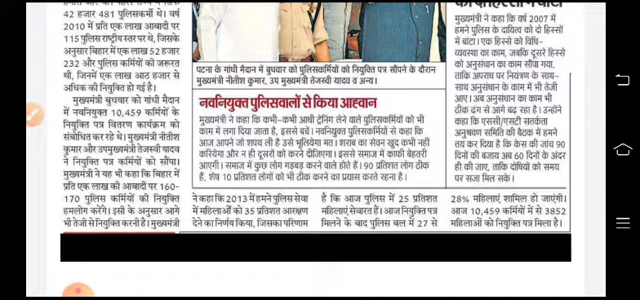 42 हजार 481 पुलिसकर्मी थे। वर्ष
2010 में प्रति एक लाख आबादी पर
115 पुलिस राष्ट्रीय स्तर पर थे, जिसके
अनुसार बिहार में एक लाख 52 हजार
232 और पुलिस कर्मियों की जरूरत
थी, जिनमें एक लाख आठ हजार से
अधिक की नियुक्ति हो गई है।
मुख्यमंत्री बुधवार को गांधी मैदान
में नवनियुक्त 10,459 कर्मियों के
नियुक्ति पत्र वितरण कार्यक्रम को
संबोधित कर रहे थे। मुख्यमंत्री नीतीश
कुमार और उपमुख्यमंत्री तेजस्वी यादव
ने नियुक्ति पत्र कर्मियों को सौंपा।
मुख्यमंत्री ने यह भी कहा कि बिहार में
प्रति एक लाख की आबादी पर 160-
170 पुलिस कर्मियों की नियुक्ति
हमलोग करेंगे। इसी के अनुसार आगे
भी तेजी से नियुक्ति करनी है। मुख्यमंत्री
पटना के गांधी मैदान में बुधवार को पुलिसकर्मियों को नियुक्ति पत्र सौंपने के दौरान
मुख्यमंत्री नीतीश कुमार, उप मुख्यमंत्री तेजस्वी यादव व अन्य।
नवनियुक्त पुलिसवालों से किया आह्वान
मुख्यमंत्री ने कहा कि कभी-कभी आधी ट्रेनिंग लेने वाले पुलिसकर्मियों को भी
काम में लगा दिया जाता है, इससे बचें। नवनियुक्त पुलिसकर्मियों से कहा कि
आज आपने जो शपथ ली है उसे भूलियेगा मत। शराब का सेवन खुद कभी नहीं
करियेगा और न ही दूसरों को करने दीजिएगा। इससे समाज में काफी बेहतरी
आएगी। समाज में कुछ लोग गड़बड़ करने वाले होते हैं। 90 प्रतिशत लोग ठीक
हैं, शेष 10 प्रतिशत लोगों को भी ठीक करने का प्रयास करते रहना है।
ने कहा कि 2013 में हमने पुलिस सेवा
में महिलाओं को 35 प्रतिशत आरक्षण
देने का निर्णय किया, जिसका परिणाम
है कि आज पुलिस में 25 प्रतिशत
महिलाएं सेवारत हैं। आज नियुक्ति पत्र
मिलने के बाद पुलिस बल में 27 से
मुख्यमंत्री ने कहा कि वर्ष 2007 में
हमने पुलिस के दायित्व को दो हिस्सों
में बांटा। एक हिस्से को विधि-
व्यवस्था का काम, जबकि दूसरे हिस्से
को अनुसंधान का काम सौंपा गया,
ताकि अपराध पर नियंत्रण के साथ-
साथ अनुसंधान के काम में भी तेजी
आए। अब अनुसंधान का काम भी
ठीक ढंग से आगे बढ़ रहा है। उन्होंने
कहा कि एससी/एसटी सतर्कता
अनुश्रवण समिति की बैठक में हमने
तय कर दिया है कि केस की जांच 90
दिनों की बजाय अब 60 दिनों के अंदर
ही की जाए, ताकि दोषियों को समय
पर सजा मिल सके।
28% महिलाएं शामिल हो जाएंगी।
आज 10,459 कर्मियों में से 3852
महिलाओं को नियुक्ति पत्र मिला है।